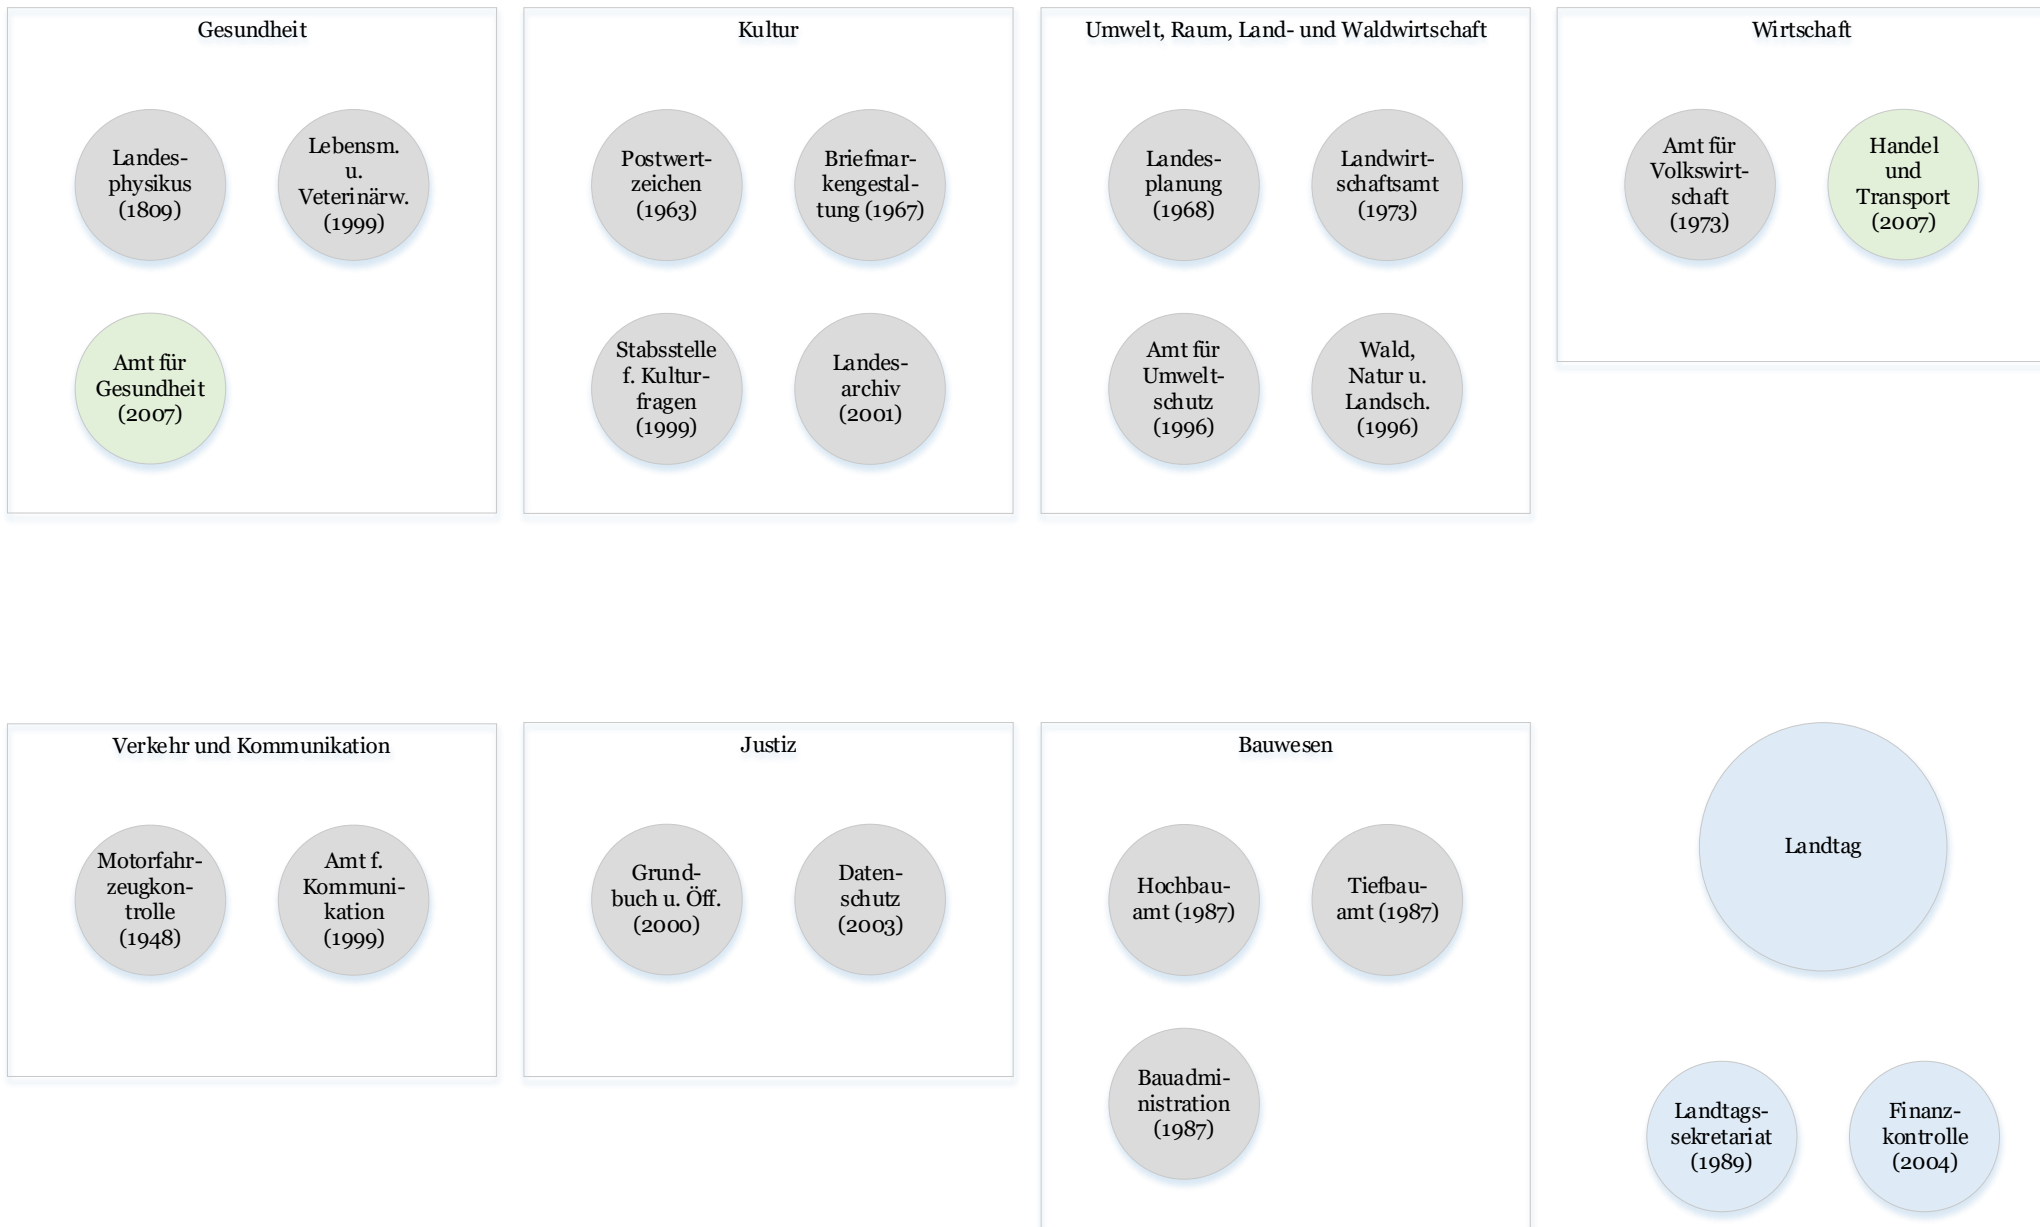 Gesundheit
Landes-
physikus
(1809)
Lebensm.
u.
Veterinärw.
(1999)
Amt für
Gesundheit
(2007)
Kultur
Postwert-
zeichen
(1963)
Briefmar-
kengestal-
tung (1967)
Stabsstelle
f. Kultur-
fragen
(1999)
Landes-
archiv
(2001)
Umwelt, Raum, Land- und Waldwirtschaft
Landes-
planung
(1968)
Landwirt-
schaftsamt
(1973)
Amt für
Umwelt-
schutz
(1996)
Wald,
Natur u.
Landsch.
(1996)
Wirtschaft
Amt für
Volkswirt-
schaft
(1973)
Handel
und
Transport
(2007)
Verkehr und Kommunikation
Motorfahr-
zeugkon-
trolle
(1948)
Amt f.
Kommuni-
kation
(1999)
Justiz
Grund-
buch u. Öff.
(2000)
Daten-
schutz
(2003)
Bauwesen
Hochbau-
amt (1987)
Tiefbau-
amt (1987)
Bauadmi-
nistration
(1987)
Landtag
Landtags-
sekretariat
(1989)
Finanz-
kontrolle
(2004)